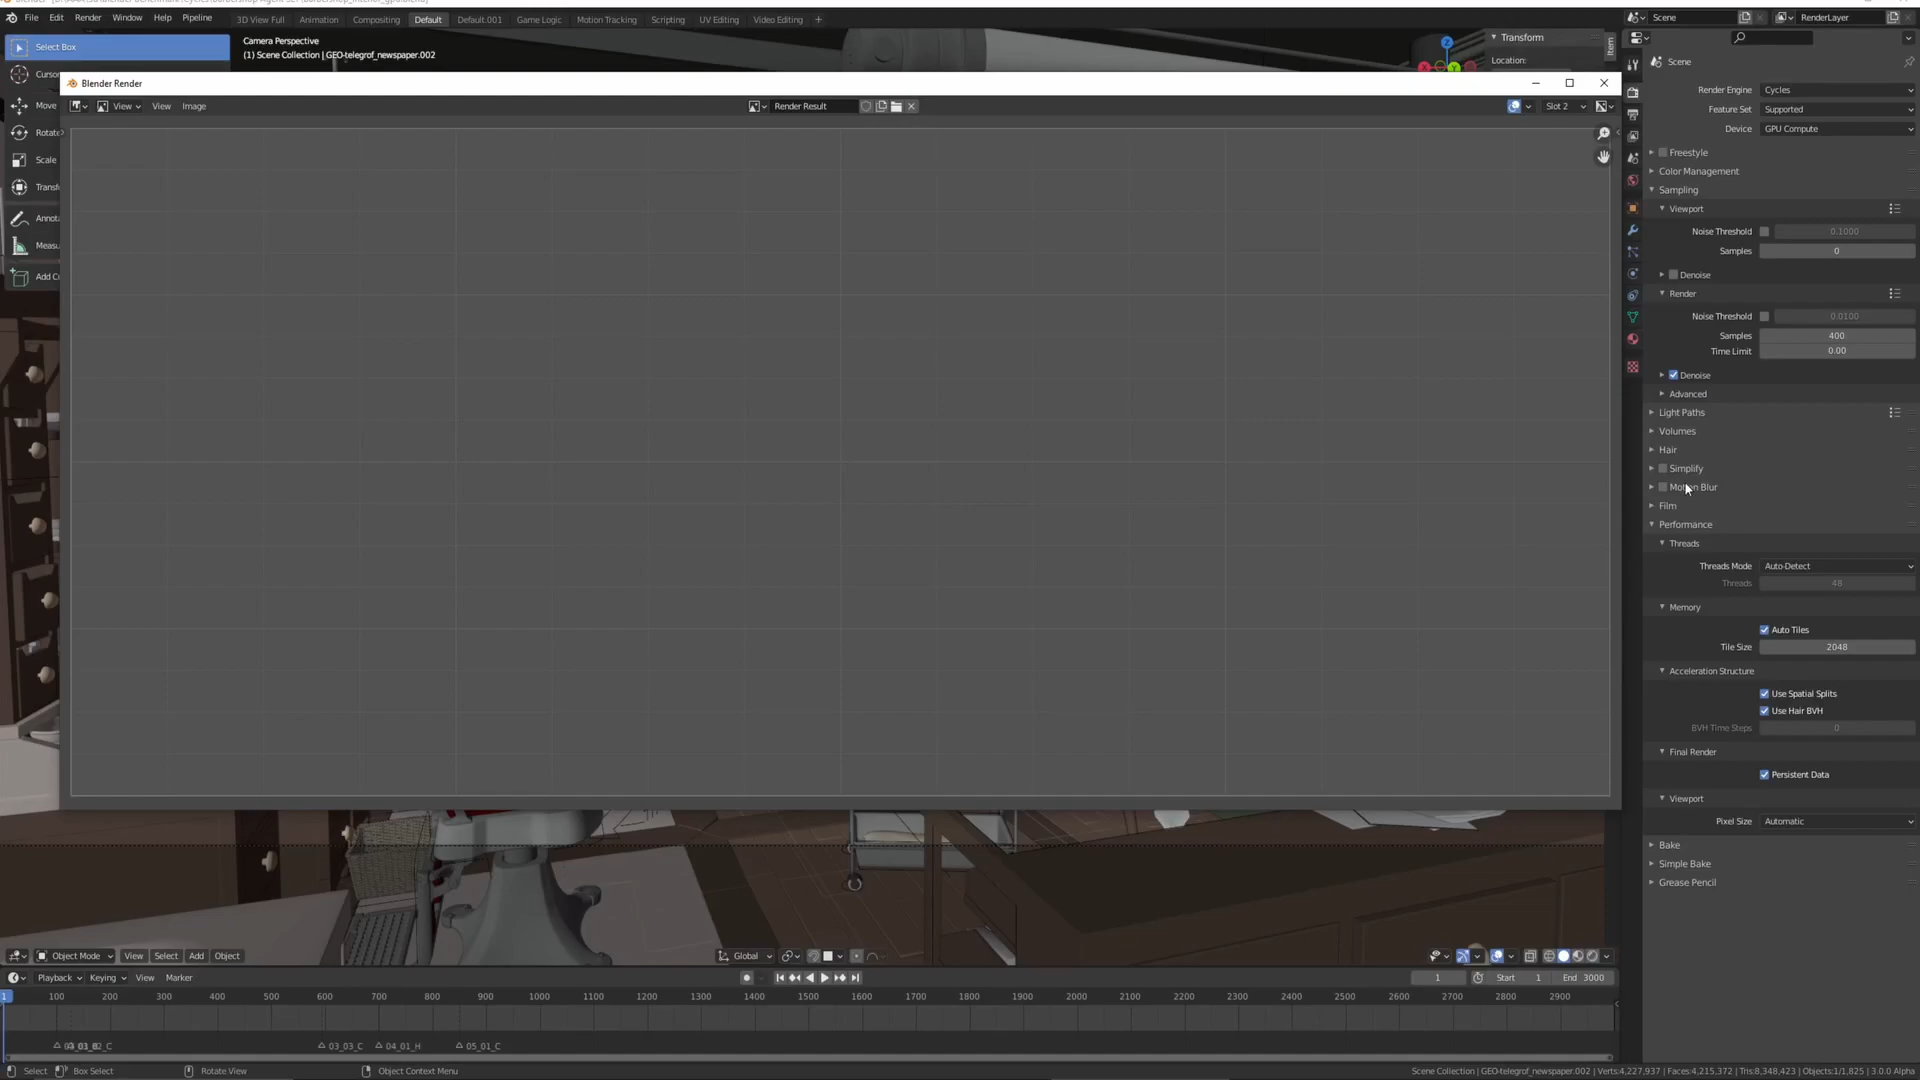 File Edit Render Window Help Pipeline
3D View Full Animation Compositing Default Default.001 Game Logic Motion Tracking Scripting UV Editing Video Editing +
Scene RenderLayer
Select Box
Camera Perspective
(1) Scene Collection | GEO-telegrof_newspaper.002
Transform
Location:
Item
Z
X
Y
Blender Render
View View Image
Render Result
Slot 2
Move
Scale
Scene
Render Engine Cycles
Feature Set Supported
Device GPU Compute
Freestyle
Color Management
Sampling
Viewport
Noise Threshold 0.1000
Samples 0
Denoise
Render
Noise Threshold 0.0100
Samples 400
Time Limit 0.00
Denoise
Advanced
Light Paths
Volumes
Hair
Simplify
Motion Blur
Film
Performance
Threads
Threads Mode Auto-Detect
Threads 48
Memory
Auto Tiles
Tile Size 2048
Acceleration Structure
Use Spatial Splits
Use Hair BVH
BVH Time Steps 0
Final Render
Persistent Data
Viewport
Pixel Size Automatic
Bake
Simple Bake
Grease Pencil
Object Mode View Select Add Object
Global
Playback Keying View Marker
1 Start 1 End 3000
1 100 200 300 400 500 600 700 800 900 1000 1100 1200 1300 1400 1500 1600 1700 1800 1900 2000 2100 2200 2300 2400 2500 2600 2700 2800 2900
03_03_C 04_01_H 05_01_C
Select Box Select Rotate View Object Context Menu
Scene Collection | GEO-telegrof_newspaper.002 | Verts:4,227,937 | Faces:4,215,372 | Tris:8,348,423 | Objects:1/1,825 | 3.0.0 Alpha